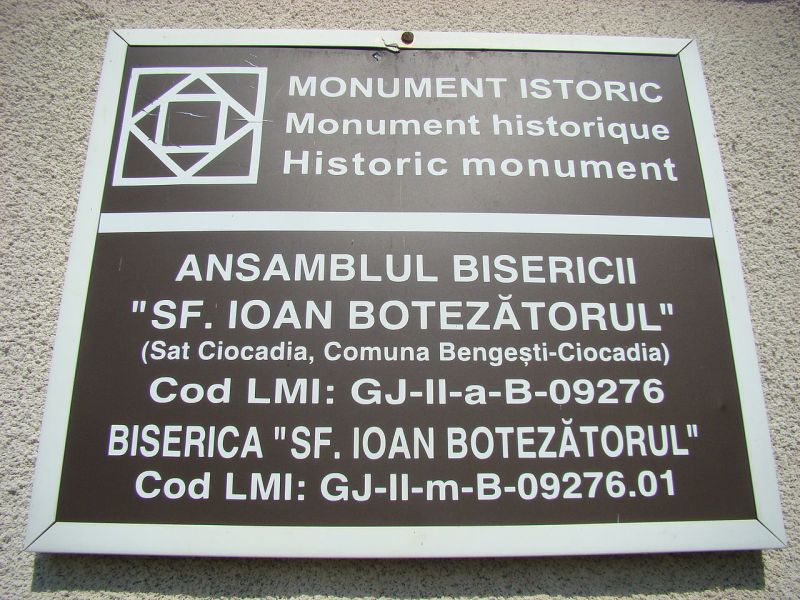 MONUMENT ISTORIC
Monument historique
Historic monument
ANSAMBLUL BISERICII
"SF. IOAN BOTEZĂTORUL"
(Sat Ciocadia, Comuna Bengești-Ciocadia)
Cod LMI: GJ-II-a-B-09276
BISERICA "SF. IOAN BOTEZĂTORUL"
Cod LMI: GJ-II-m-B-09276.01